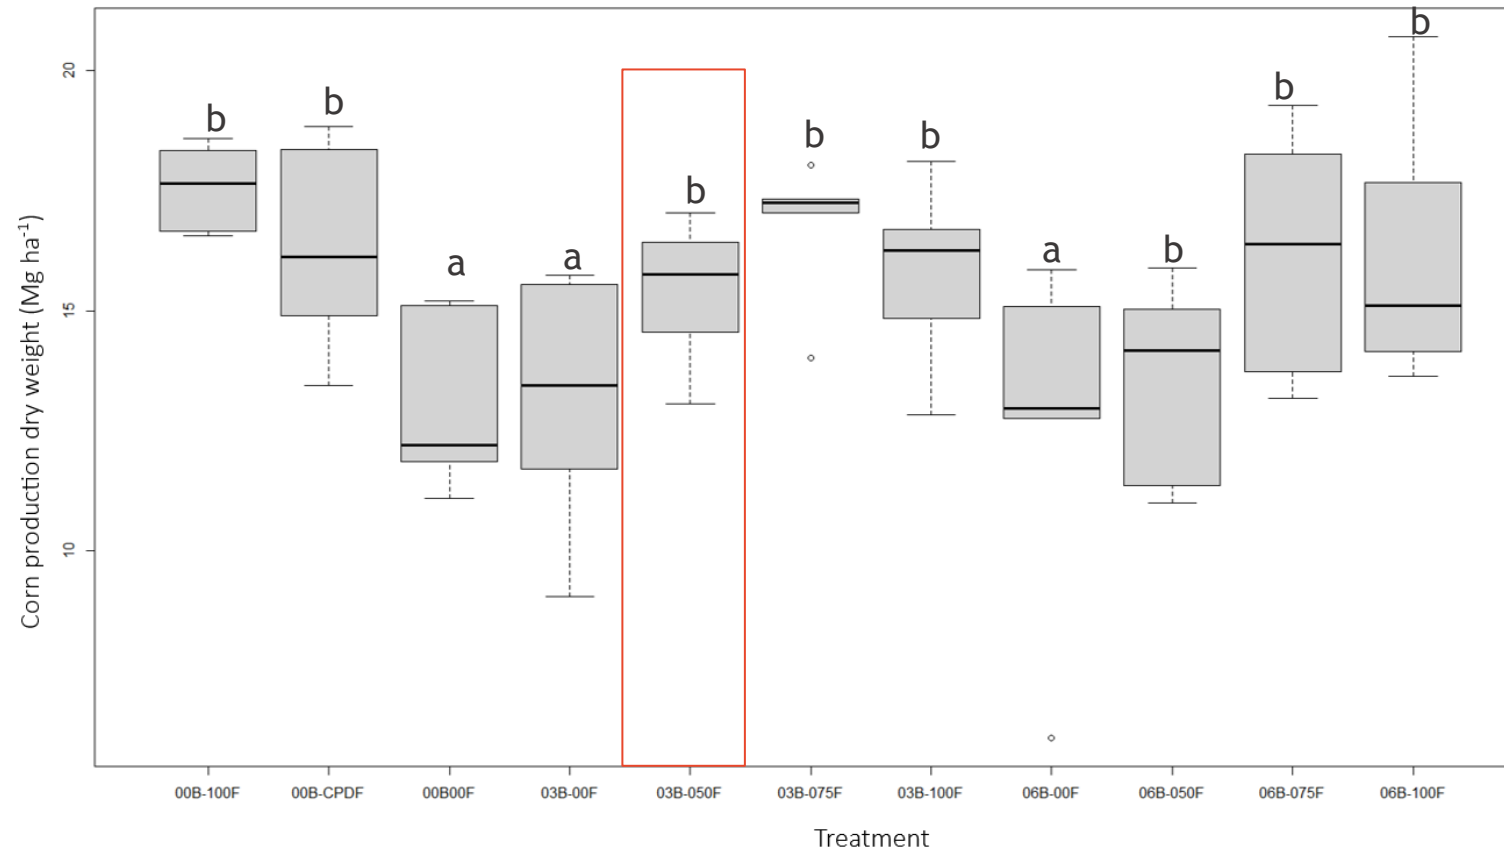 b
b
b
b
b
b
b
a
a
a
b
20
15
10
Corn production dry weight (Mg ha⁻¹)
00B-100F
00B-CPDF
00B00F
03B-00F
03B-050F
03B-075F
03B-100F
06B-00F
06B-050F
06B-075F
06B-100F
Treatment